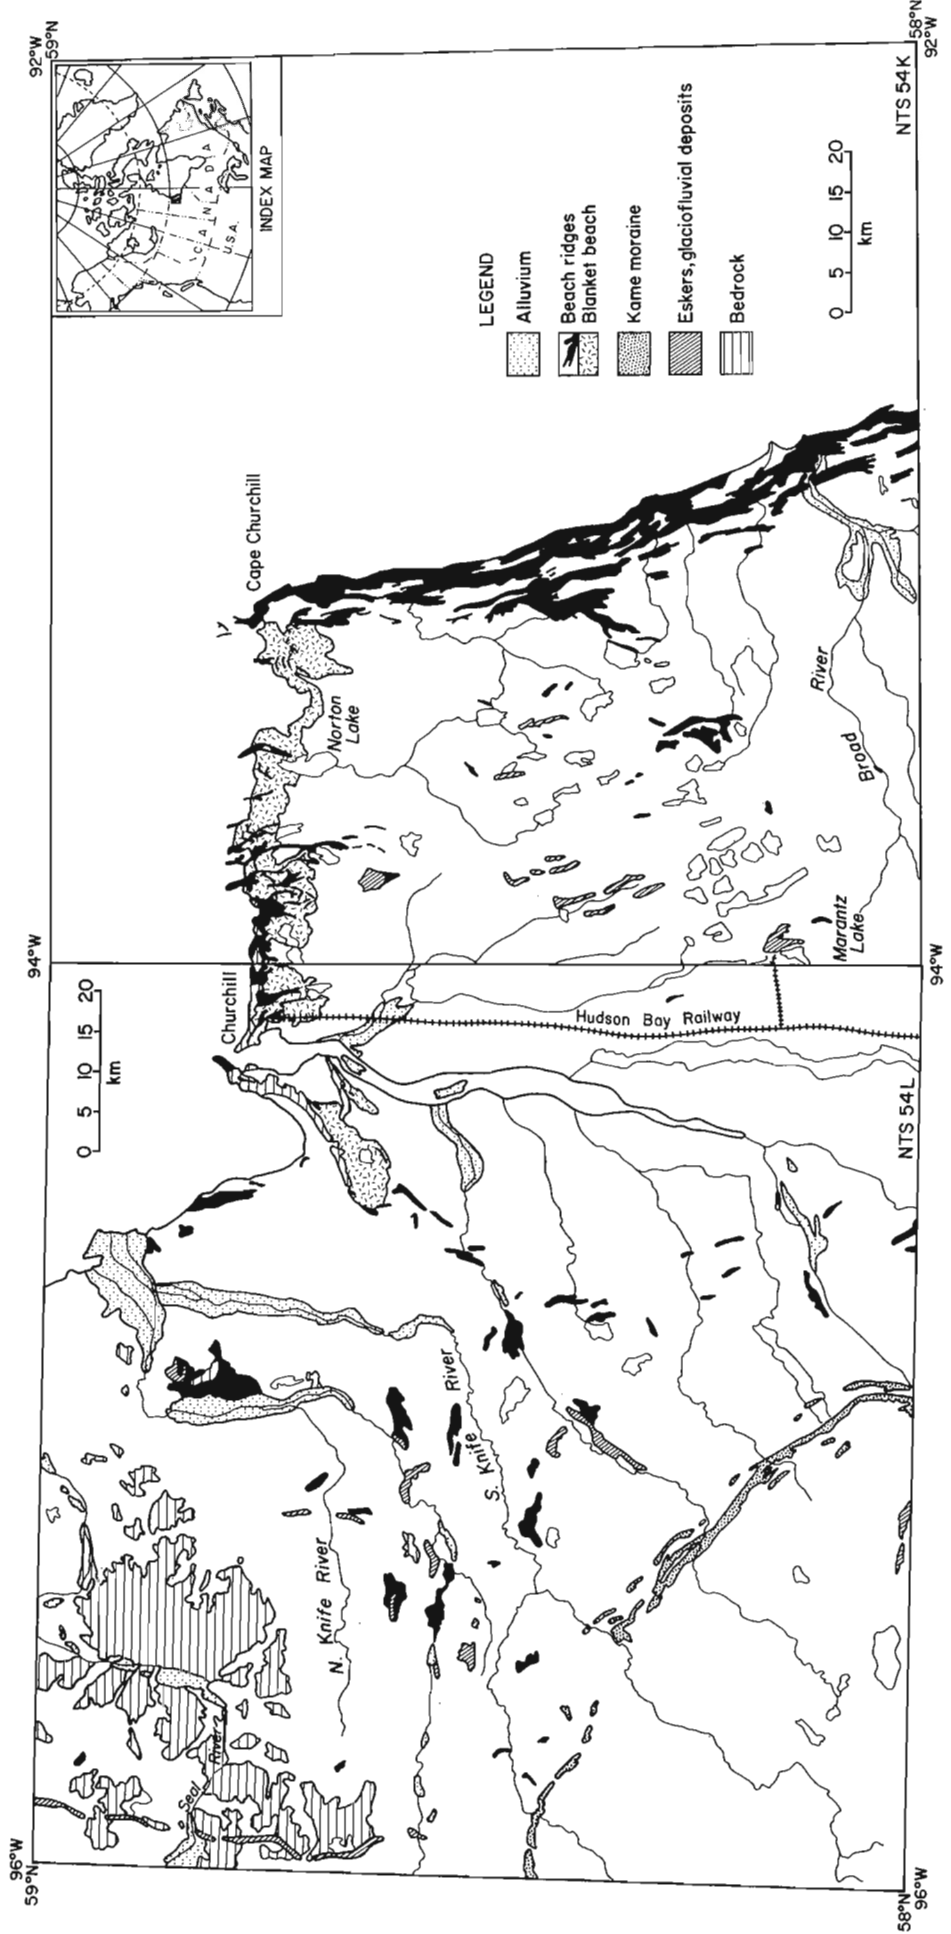 96°W
59°N
94°W
92°W
59°N
INDEX MAP
CANADA
U.S.A.
0 5 10 15 20
km
Churchill
Cape Churchill
Norton
Lake
Seal
River
N. Knife River
S. Knife River
Hudson Bay Railway
Marantz
Lake
Broad River
LEGEND
Alluvium
Beach ridges
Blanket beach
Kame moraine
Eskers, glaciofluvial deposits
Bedrock
0 5 10 15 20
km
NTS 54L
NTS 54K
58°N
96°W
94°W
58°N
92°W